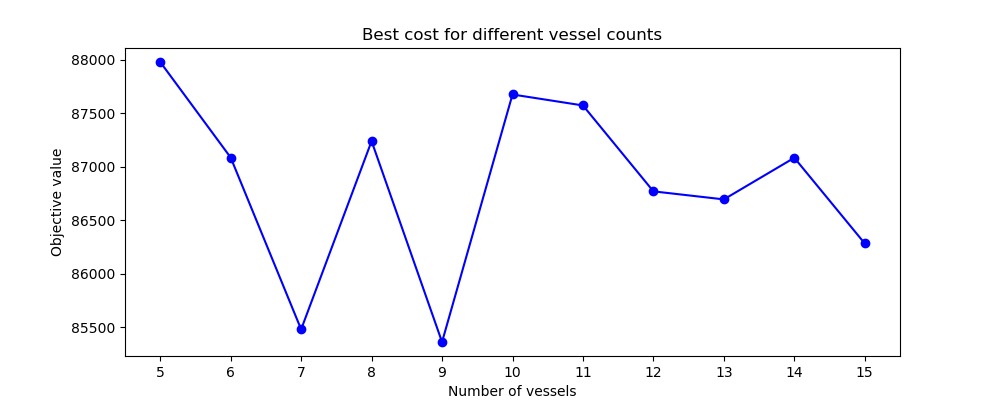 Best cost for different vessel counts
88000
87500
87000
86500
86000
85500
Objective value
5 6 7 8 9 10 11 12 13 14 15
Number of vessels